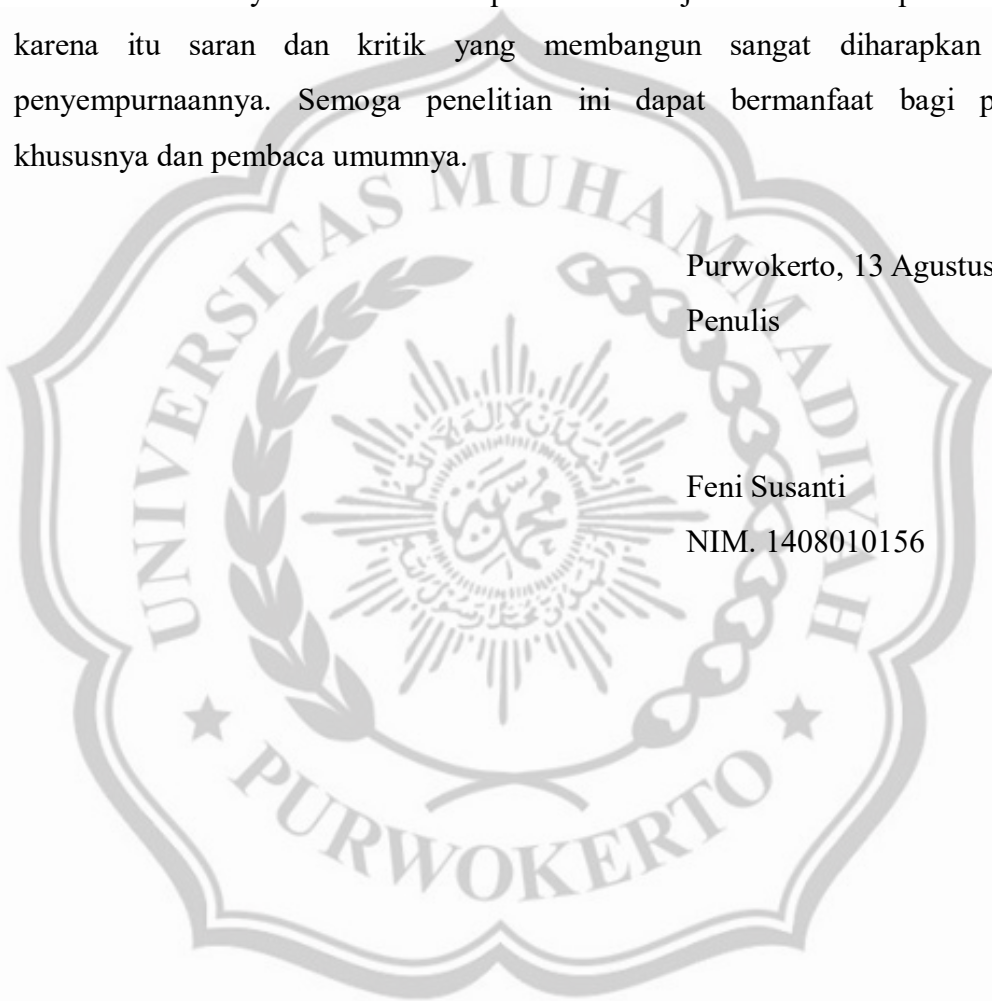 karena itu saran dan kritik yang membangun sangat diharapkan
penyempurnaannya. Semoga penelitian ini dapat bermanfaat bagi
khususnya dan pembaca umumnya.
Purwokerto, 13 Agustus
Penulis
Feni Susanti
NIM. 1408010156
UNIVERSITAS MUHAMMADIYAH
PURWOKERTO